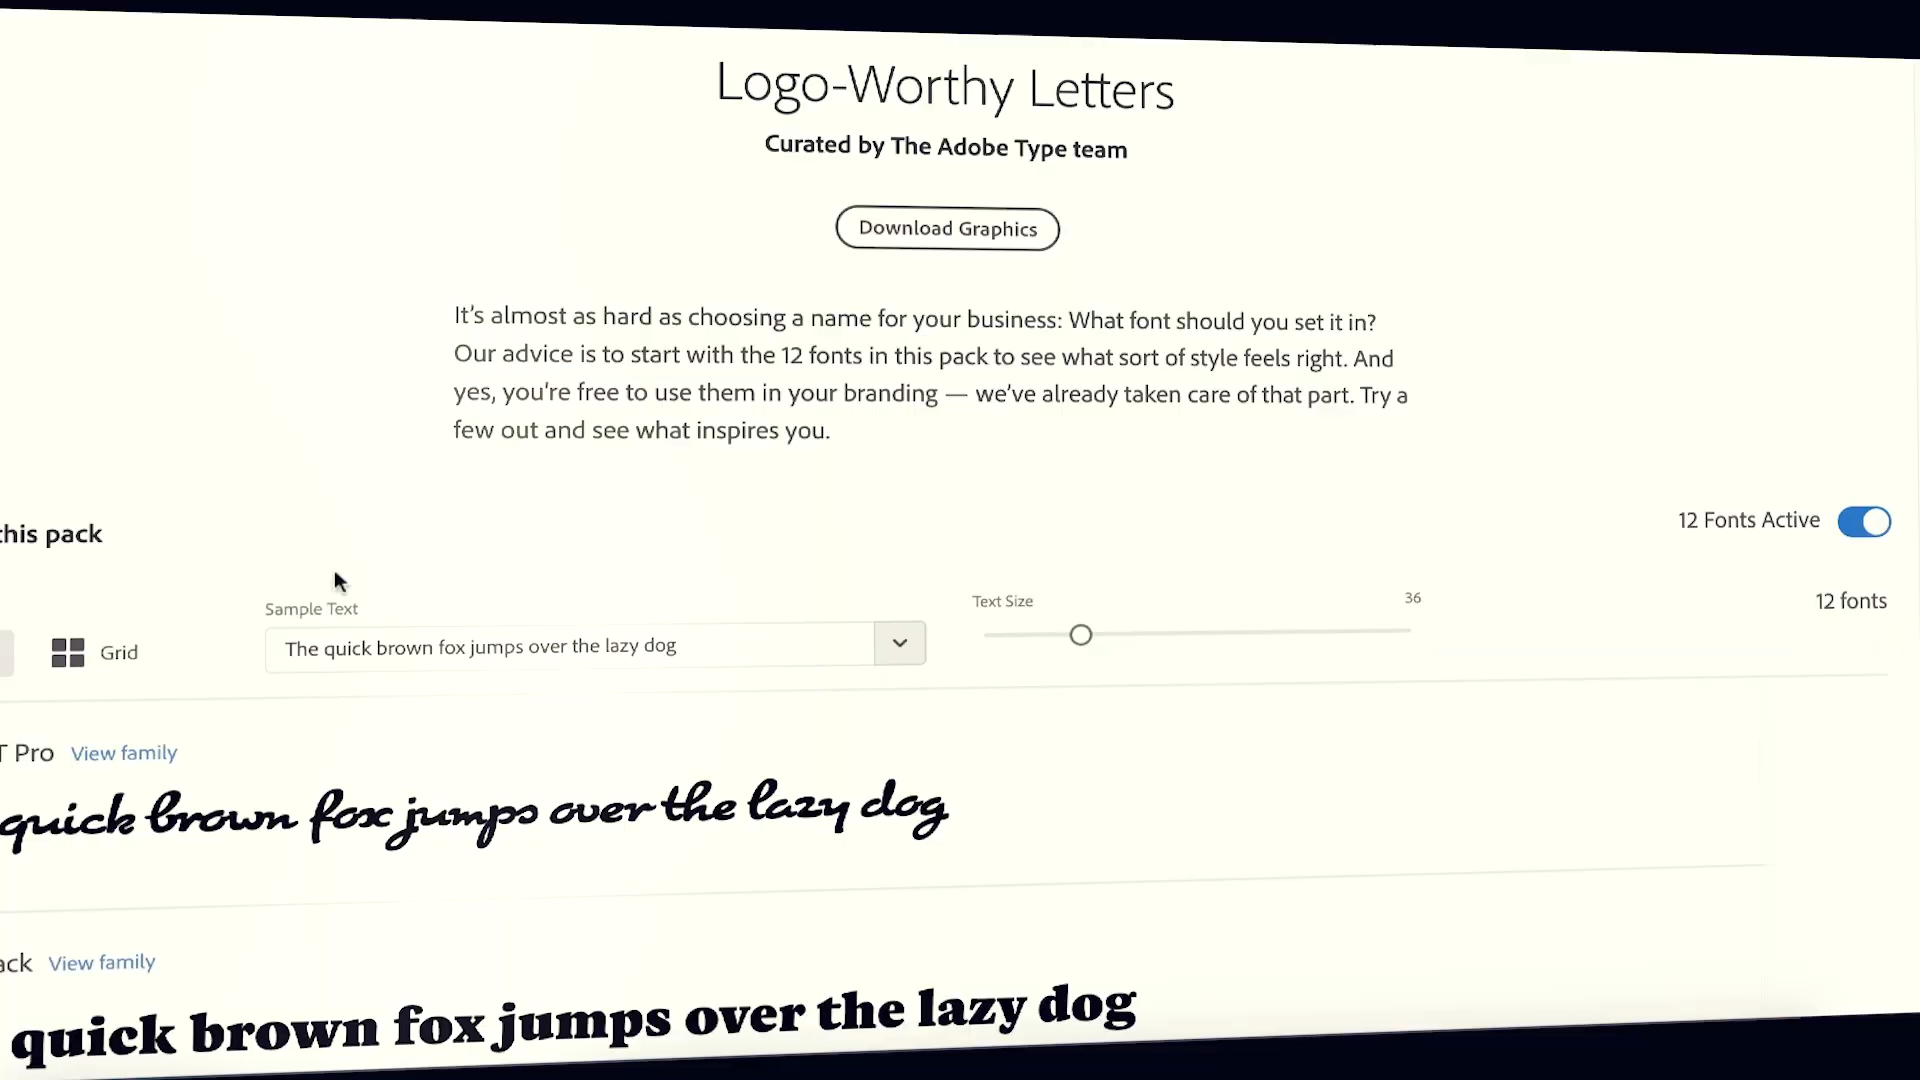 Logo-Worthy Letters
Curated by The Adobe Type team
Download Graphics
It's almost as hard as choosing a name for your business: What font should you set it in?
Our advice is to start with the 12 fonts in this pack to see what sort of style feels right. And
yes, you're free to use them in your branding — we've already taken care of that part. Try a
few out and see what inspires you.
this pack
12 Fonts Active
Sample Text
Text Size
36
12 fonts
Grid
The quick brown fox jumps over the lazy dog
T Pro View family
quick brown fox jumps over the lazy dog
ack View family
quick brown fox jumps over the lazy dog